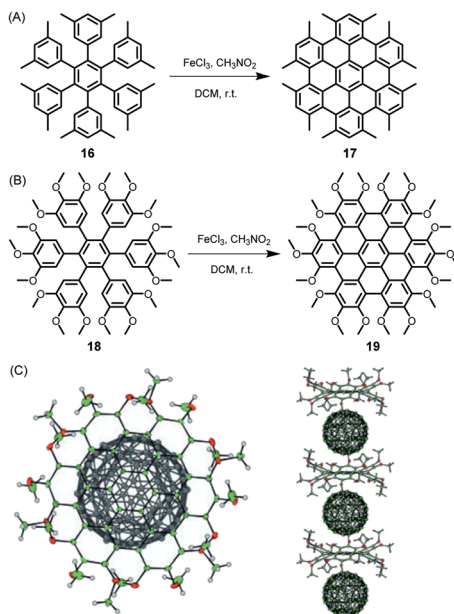 (A)
FeCl₃, CH₃NO₂
DCM, r.t.
16
17
(B)
FeCl₃, CH₃NO₂
DCM, r.t.
18
19
(C)